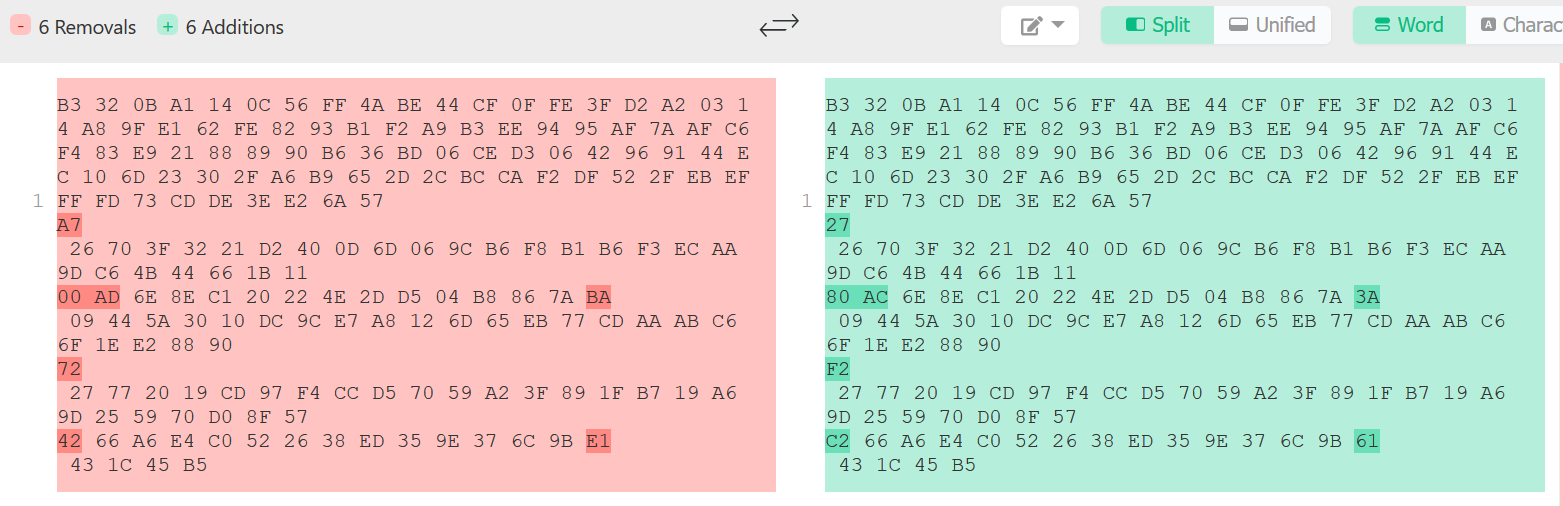 - 6 Removals + 6 Additions Split Unified Word A Charac
B3 32 0B A1 14 0C 56 FF 4A BE 44 CF 0F FE 3F D2 A2 03 1
4 A8 9F E1 62 FE 82 93 B1 F2 A9 B3 EE 94 95 AF 7A AF C6
F4 83 E9 21 88 89 90 B6 36 BD 06 CE D3 06 42 96 91 44 E
C 10 6D 23 30 2F A6 B9 65 2D 2C BC CA F2 DF 52 2F EB EF
1 FF FD 73 CD DE 3E E2 6A 57
A7
26 70 3F 32 21 D2 40 0D 6D 06 9C B6 F8 B1 B6 F3 EC AA
9D C6 4B 44 66 1B 11
00 AD 6E 8E C1 20 22 4E 2D D5 04 B8 86 7A BA
09 44 5A 30 10 DC 9C E7 A8 12 6D 65 EB 77 CD AA AB C6
6F 1E E2 88 90
72
27 77 20 19 CD 97 F4 CC D5 70 59 A2 3F 89 1F B7 19 A6
9D 25 59 70 D0 8F 57
42 66 A6 E4 C0 52 26 38 ED 35 9E 37 6C 9B E1
43 1C 45 B5
B3 32 0B A1 14 0C 56 FF 4A BE 44 CF 0F FE 3F D2 A2 03 1
4 A8 9F E1 62 FE 82 93 B1 F2 A9 B3 EE 94 95 AF 7A AF C6
F4 83 E9 21 88 89 90 B6 36 BD 06 CE D3 06 42 96 91 44 E
C 10 6D 23 30 2F A6 B9 65 2D 2C BC CA F2 DF 52 2F EB EF
1 FF FD 73 CD DE 3E E2 6A 57
27
26 70 3F 32 21 D2 40 0D 6D 06 9C B6 F8 B1 B6 F3 EC AA
9D C6 4B 44 66 1B 11
80 AC 6E 8E C1 20 22 4E 2D D5 04 B8 86 7A 3A
09 44 5A 30 10 DC 9C E7 A8 12 6D 65 EB 77 CD AA AB C6
6F 1E E2 88 90
F2
27 77 20 19 CD 97 F4 CC D5 70 59 A2 3F 89 1F B7 19 A6
9D 25 59 70 D0 8F 57
C2 66 A6 E4 C0 52 26 38 ED 35 9E 37 6C 9B 61
43 1C 45 B5